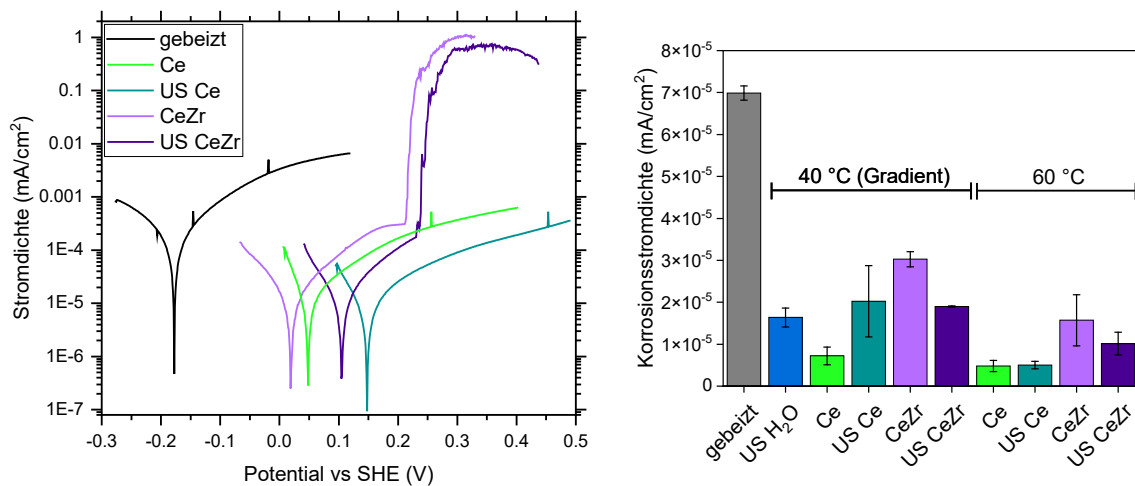 gebeizt
Ce
US Ce
CeZr
US CeZr
Stromdichte (mA/cm²)
1
0.1
0.01
0.001
1E-4
1E-5
1E-6
1E-7
-0.3 -0.2 -0.1 0.0 0.1 0.2 0.3 0.4 0.5
Potential vs SHE (V)
Korrosionsstromdichte (mA/cm²)
8×10⁻⁵
7×10⁻⁵
6×10⁻⁵
5×10⁻⁵
4×10⁻⁵
3×10⁻⁵
2×10⁻⁵
1×10⁻⁵
0
40 °C (Gradient)
60 °C
gebeizt
US H₂O
Ce
US Ce
CeZr
US CeZr
Ce
US Ce
CeZr
US CeZr